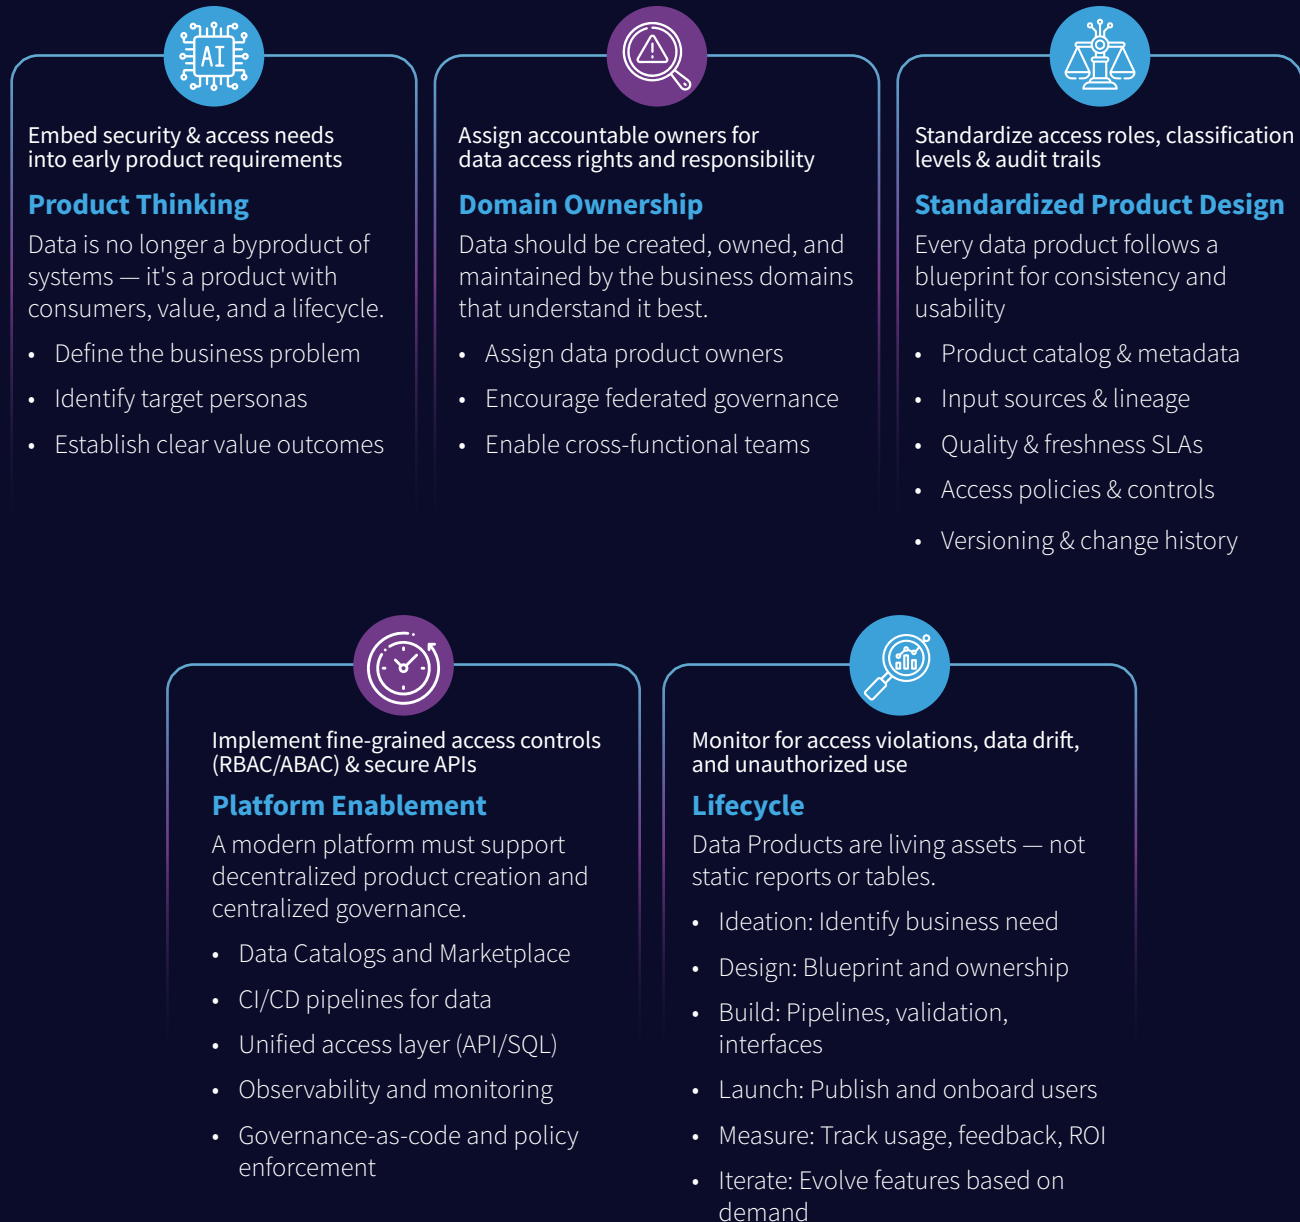 AI
Embed security & access needs
into early product requirements
Product Thinking
Data is no longer a byproduct of
systems — it's a product with
consumers, value, and a lifecycle.
• Define the business problem
• Identify target personas
• Establish clear value outcomes
Assign accountable owners for
data access rights and responsibility
Domain Ownership
Data should be created, owned, and
maintained by the business domains
that understand it best.
• Assign data product owners
• Encourage federated governance
• Enable cross-functional teams
Standardize access roles, classification
levels & audit trails
Standardized Product Design
Every data product follows a
blueprint for consistency and
usability
• Product catalog & metadata
• Input sources & lineage
• Quality & freshness SLAs
• Access policies & controls
• Versioning & change history
Implement fine-grained access controls
(RBAC/ABAC) & secure APIs
Platform Enablement
A modern platform must support
decentralized product creation and
centralized governance.
• Data Catalogs and Marketplace
• CI/CD pipelines for data
• Unified access layer (API/SQL)
• Observability and monitoring
• Governance-as-code and policy
enforcement
Monitor for access violations, data drift,
and unauthorized use
Lifecycle
Data Products are living assets — not
static reports or tables.
• Ideation: Identify business need
• Design: Blueprint and ownership
• Build: Pipelines, validation,
interfaces
• Launch: Publish and onboard users
• Measure: Track usage, feedback, ROI
• Iterate: Evolve features based on
demand